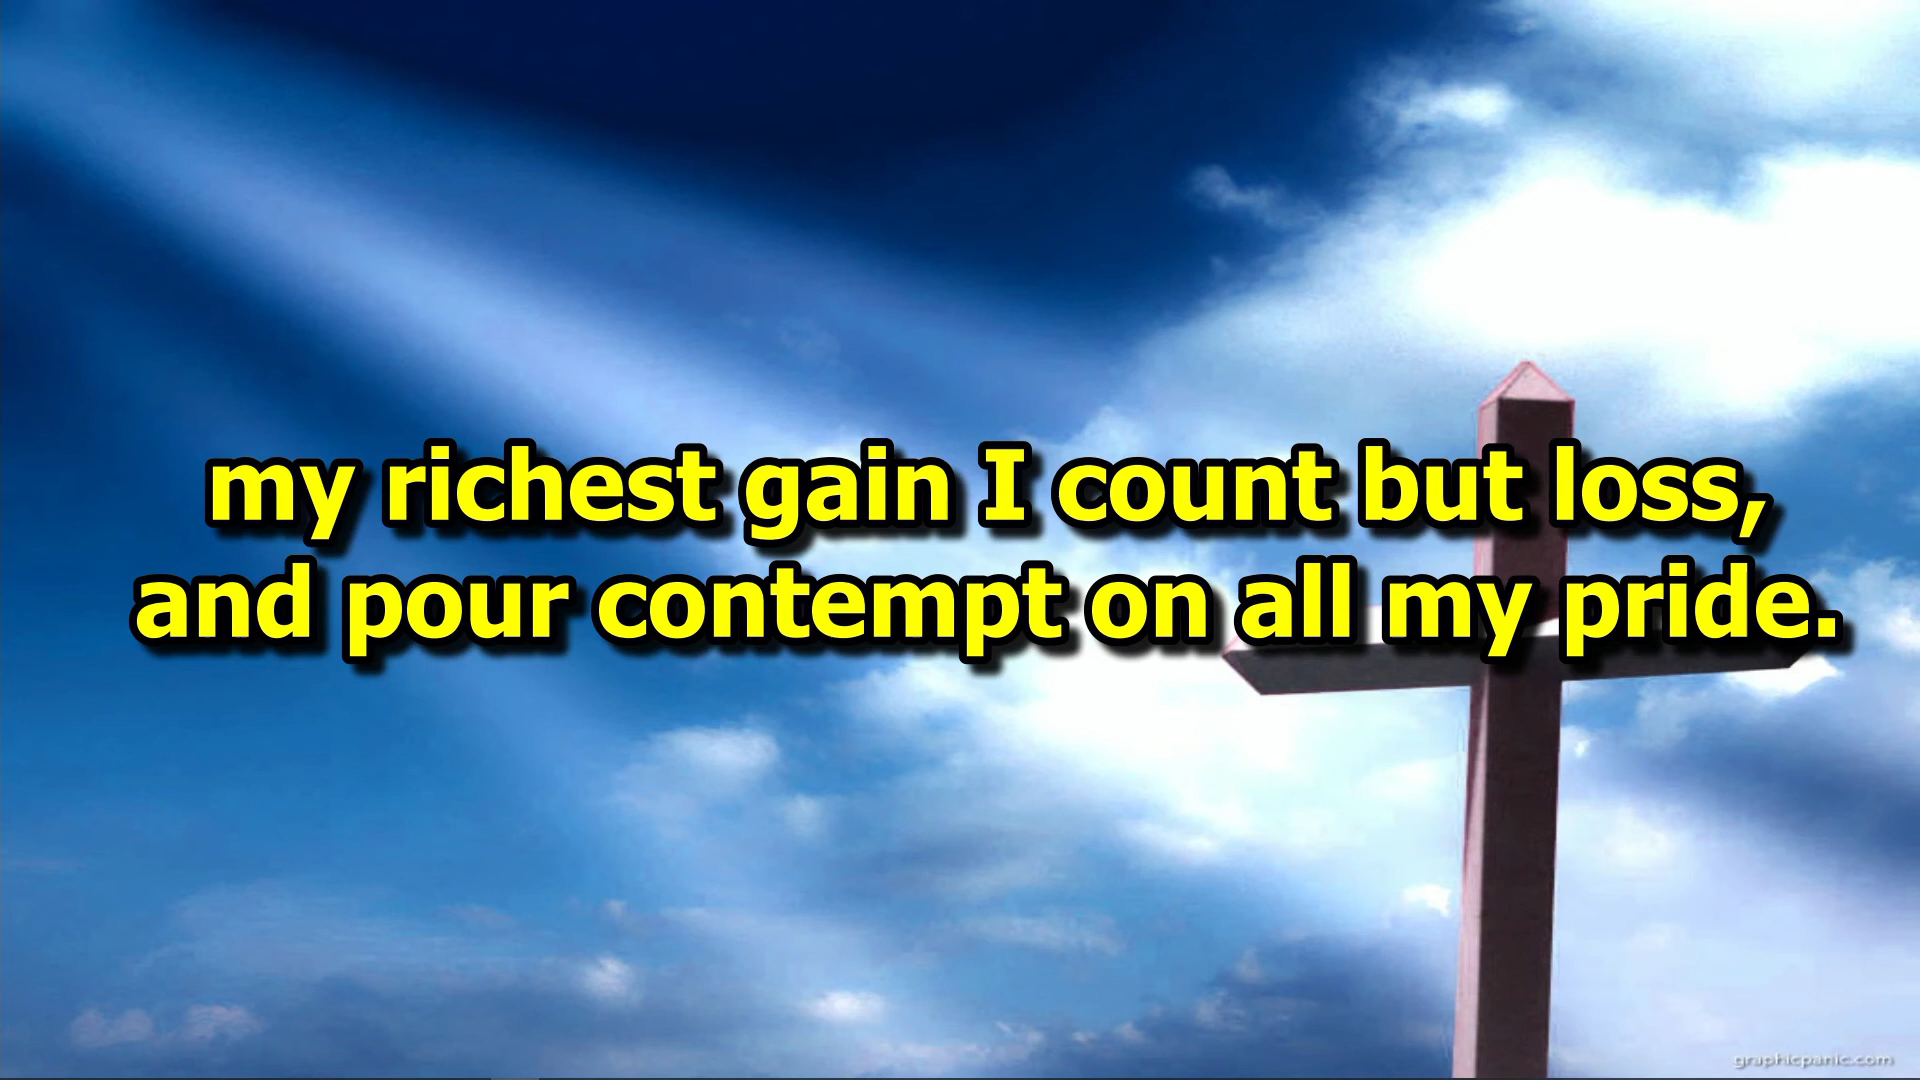 my richest gain I count but loss,
and pour contempt on all my pride.
graphicpanic.com